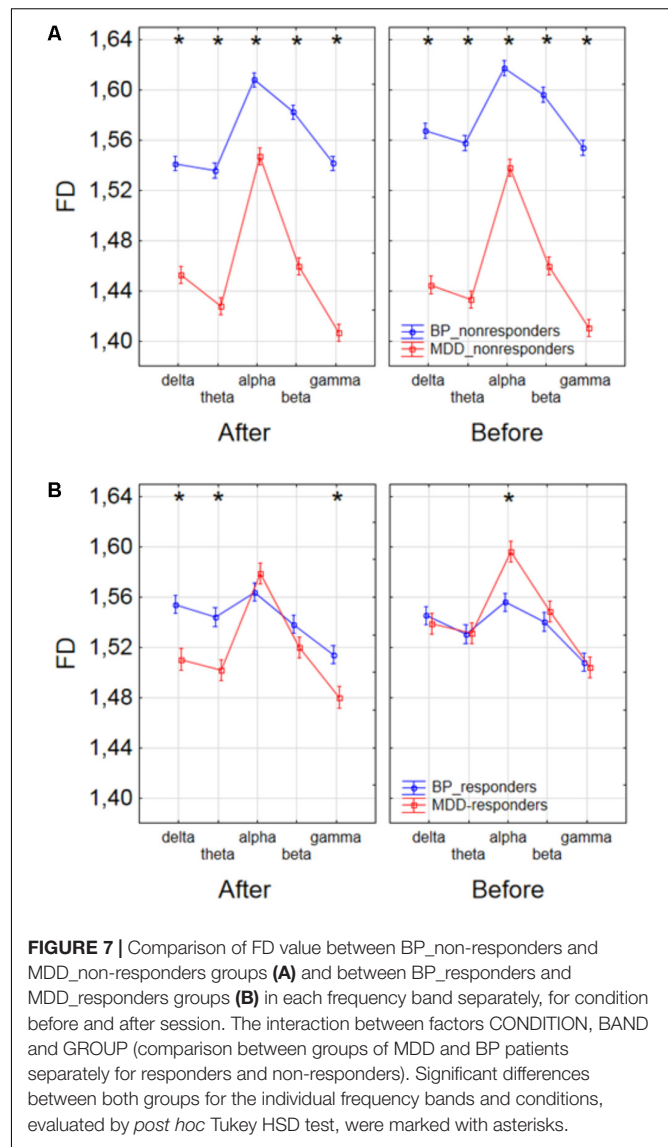 A
1,64
1,60
1,56
1,52
1,48
1,44
1,40
FD
* * * * *
* * * * *
BP_nonresponders
MDD_nonresponders
delta
theta
alpha
beta
gamma
delta
theta
alpha
beta
gamma
After
Before
B
1,64
1,60
1,56
1,52
1,48
1,44
1,40
FD
* * *
*
BP_responders
MDD-responders
delta
theta
alpha
beta
gamma
delta
theta
alpha
beta
gamma
After
Before
FIGURE 7 | Comparison of FD value between BP_non-responders and
MDD_non-responders groups (A) and between BP_responders and
MDD_responders groups (B) in each frequency band separately, for condition
before and after session. The interaction between factors CONDITION, BAND
and GROUP (comparison between groups of MDD and BP patients
separately for responders and non-responders). Significant differences
between both groups for the individual frequency bands and conditions,
evaluated by post hoc Tukey HSD test, were marked with asterisks.